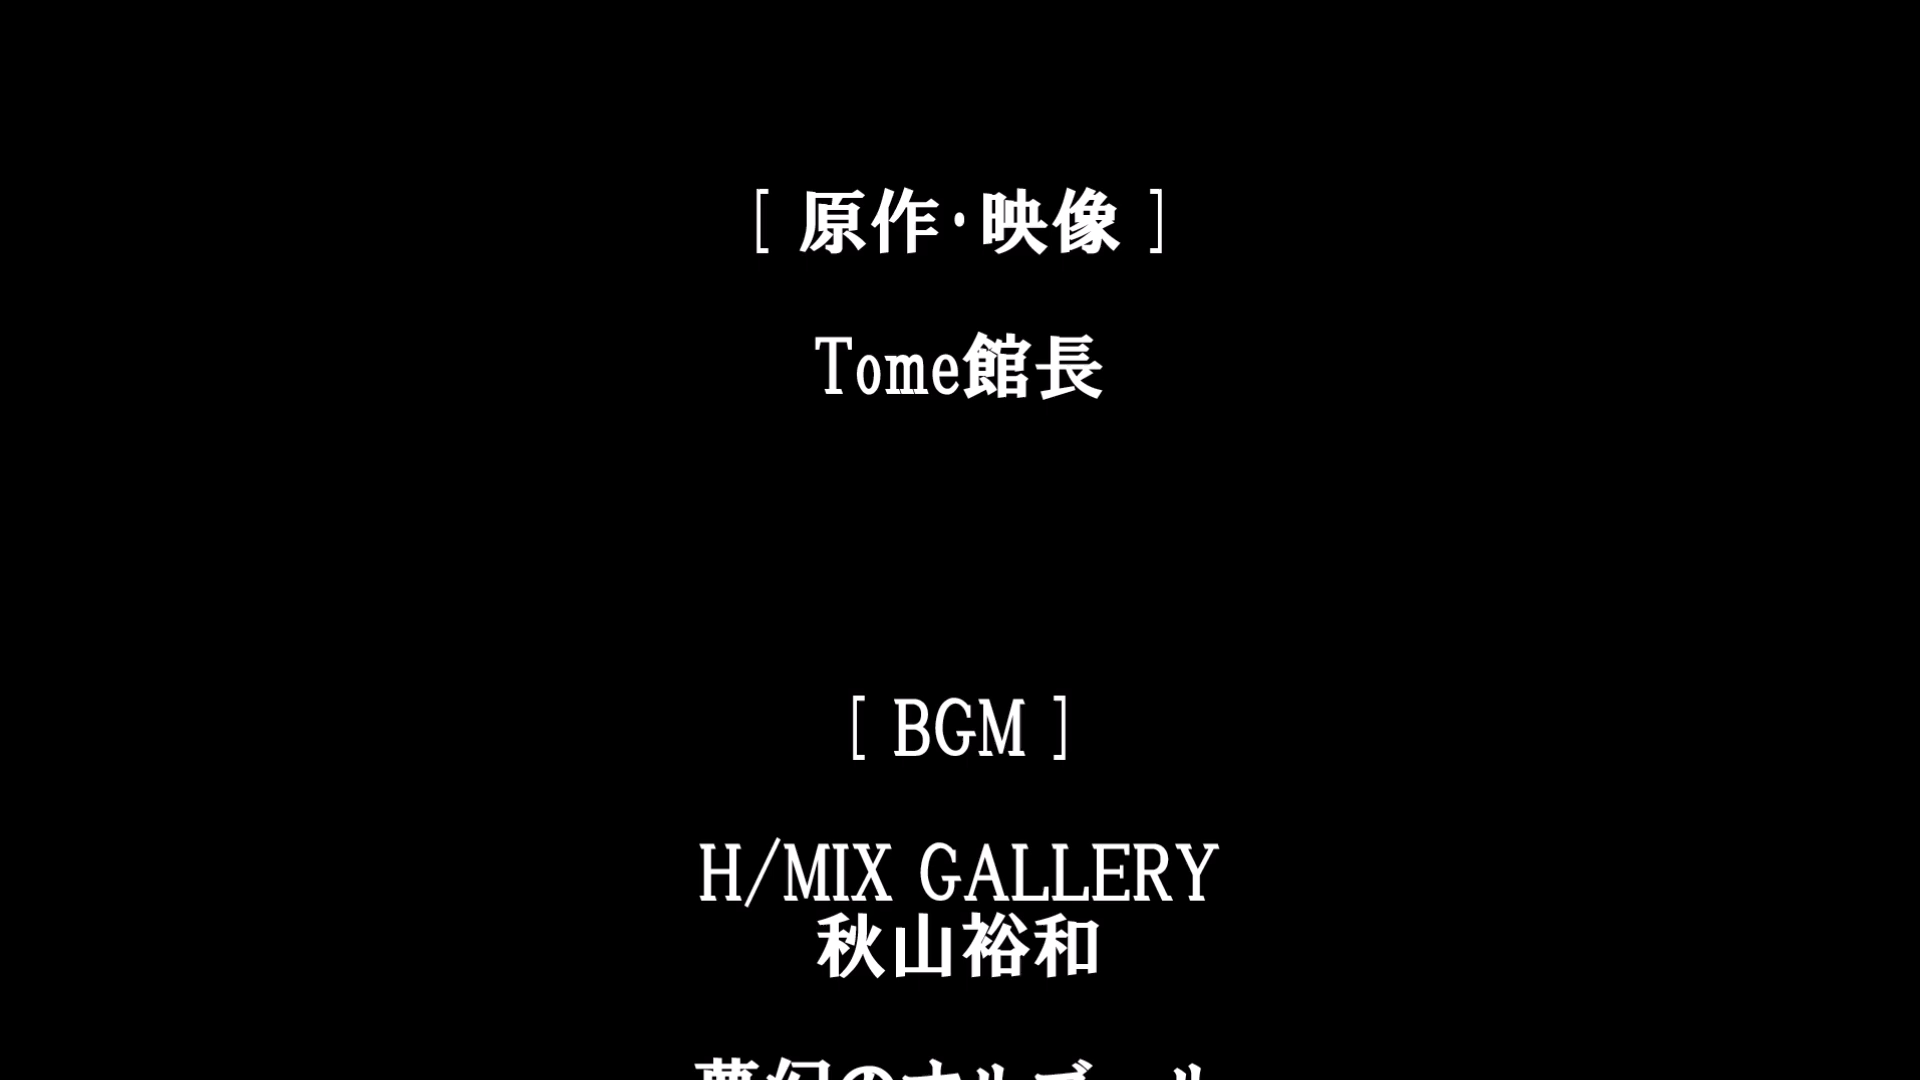 [ 原作･映像 ]
Tome館長
[ BGM ]
H/MIX GALLERY
秋山裕和